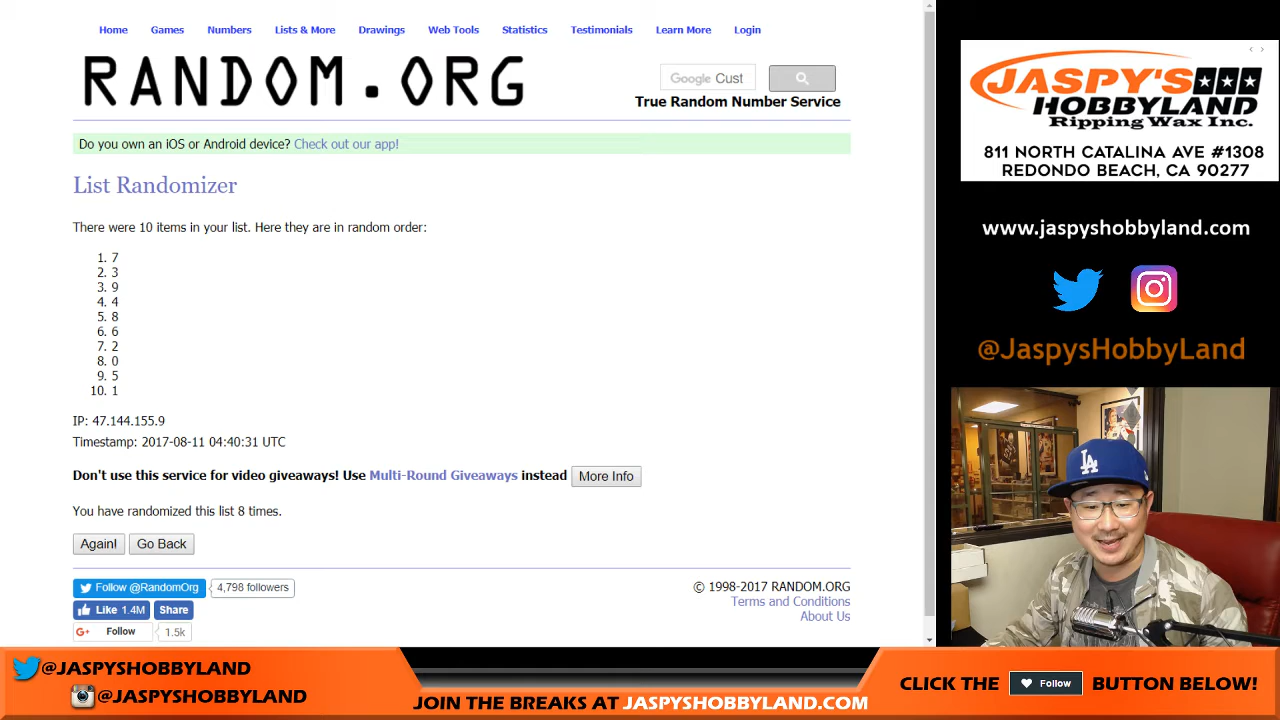 Home Games Numbers Lists & More Drawings Web Tools Statistics Testimonials Learn More Login
RANDOM.ORG
Google Cust
True Random Number Service
Do you own an iOS or Android device? Check out our app!
List Randomizer
There were 10 items in your list. Here they are in random order:
1. 7
2. 3
3. 9
4. 4
5. 8
6. 6
7. 2
8. 0
9. 5
10. 1
IP: 47.144.155.9
Timestamp: 2017-08-11 04:40:31 UTC
Don't use this service for video giveaways! Use Multi-Round Giveaways instead More Info
You have randomized this list 8 times.
Again! Go Back
Follow @RandomOrg 4,798 followers
Like 1.4M Share
G+ Follow 1.5k
© 1998-2017 RANDOM.ORG
Terms and Conditions
About Us
JASPY'S
HOBBYLAND
Ripping Wax Inc.
811 NORTH CATALINA AVE #1308
REDONDO BEACH, CA 90277
www.jaspyshobbyland.com
@JaspysHobbyLand
LA
@JASPYSHOBBYLAND
@JASPYSHOBBYLAND
JOIN THE BREAKS AT JASPYSHOBBYLAND.COM
CLICK THE Follow BUTTON BELOW!